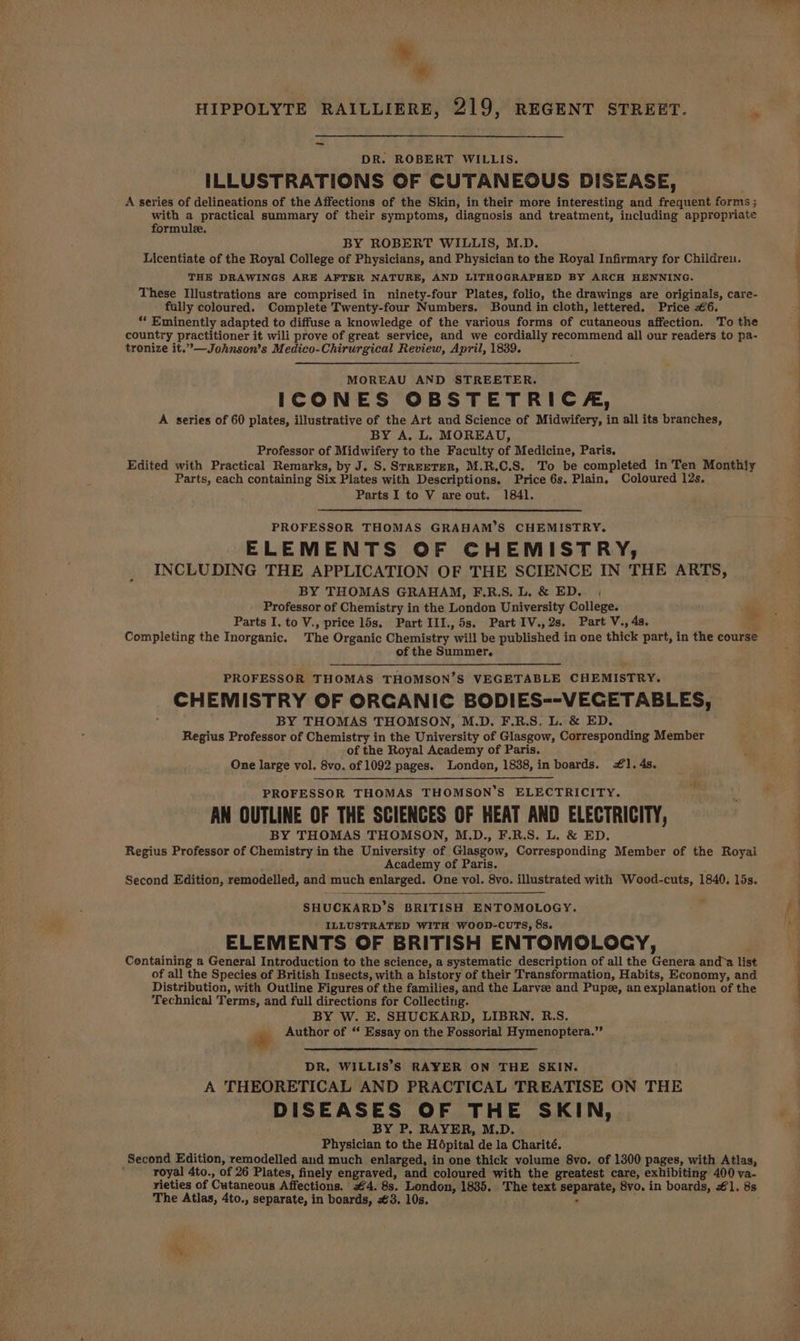 HIPPOLYTE RAILLIERE, 219, REGENT STREET.
DR. ROBERT WILLIS.
ILLUSTRATIONS OF CUTANEOUS DISEASE,
A series of delineations of the Affections of the Skin, in their more interesting and frequent forms;
with a practical summary of their symptoms, diagnosis and treatment, including appropriate
formulæ.
BY ROBERT WILLIS, M.D.
Licentiate of the Royal College of Physicians, and Physician to the Royal Infirmary for Children.
THE DRAWINGS ARE AFTER NATURE, AND LITHOGRAPHED BY ARCH HENNING.
These Illustrations are comprised in ninety-four Plates, folio, the drawings are originals, care-
fully coloured. Complete Twenty-four Numbers. Bound in cloth, lettered. Price £6.
“ Eminently adapted to diffuse a knowledge of the various forms of cutaneous affection. To the
country practitioner it will prove of great service, and we cordially recommend all our readers to pa-
tronize it.”—Johnson's Medico-Chirurgical Review, April, 1839.
MOREAU AND STREETER.
ICONES OBSTETRICÆ,
A series of 60 plates, illustrative of the Art and Science of Midwifery, in all its branches,
BY A. L. MOREAU,
Professor of Midwifery to the Faculty of Medicine, Paris.
Edited with Practical Remarks, by J. S. STREETER, M.R.C.S. To be completed in Ten Monthly
Parts, each containing Six Plates with Descriptions. Price 6s. Plain. Coloured 12s.
Parts I to V are out. 1841.
PROFESSOR THOMAS GRAHAM'S CHEMISTRY.
ELEMENTS OF CHEMISTRY,
INCLUDING THE APPLICATION OF THE SCIENCE IN THE ARTS,
BY THOMAS GRAHAM, F.R.S. L. & ED.
Professor of Chemistry in the London University College.
Parts I. to V., price 15s. Part III., 5s. Part IV., 2s. Part V., 4s.
Completing the Inorganic. The Organic Chemistry will be published in one thick part, in the course
of the Summer.
PROFESSOR THOMAS THOMSON'S VEGETABLE CHEMISTRY.
CHEMISTRY OF ORGANIC BODIES--VEGETABLES,
BY THOMAS THOMSON, M.D. F.R.S. L. & ED.
Regius Professor of Chemistry in the University of Glasgow, Corresponding Member
of the Royal Academy of Paris.
One large vol. 8vo. of 1092 pages. London, 1838, in boards. £1. 4s.
PROFESSOR THOMAS THOMSON'S ELECTRICITY.
AN OUTLINE OF THE SCIENCES OF HEAT AND ELECTRICITY,
BY THOMAS THOMSON, M.D., F.R.S. L. & ED.
Regius Professor of Chemistry in the University of Glasgow, Corresponding Member of the Royal
Academy of Paris.
Second Edition, remodelled, and much enlarged. One vol. 8vo. illustrated with Wood-cuts, 1840. 15s.
SHUCKARD'S BRITISH ENTOMOLOGY.
ILLUSTRATED WITH WOOD-CUTS, 8s.
ELEMENTS OF BRITISH ENTOMOLOGY,
Containing a General Introduction to the science, a systematic description of all the Genera and a list
of all the Species of British Insects, with a history of their Transformation, Habits, Economy, and
Distribution, with Outline Figures of the families, and the Larvæ and Pupæ, an explanation of the
Technical Terms, and full directions for Collecting.
BY W. E. SHUCKARD, LIBRN. R.S.
Author of “ Essay on the Fossorial Hymenoptera.”
DR. WILLIS'S RAYER ON THE SKIN.
A THEORETICAL AND PRACTICAL TREATISE ON THE
DISEASES OF THE SKIN,
BY P. RAYER, M.D.
Physician to the Hôpital de la Charité.
Second Edition, remodelled and much enlarged, in one thick volume 8vo. of 1300 pages, with Atlas,
royal 4to., of 26 Plates, finely engraved, and coloured with the greatest care, exhibiting 400 va-
rieties of Cutaneous Affections. £4. 8s. London, 1835. The text separate, 8vo. in boards, £1. 8s
The Atlas, 4to., separate, in boards, £3. 10s.